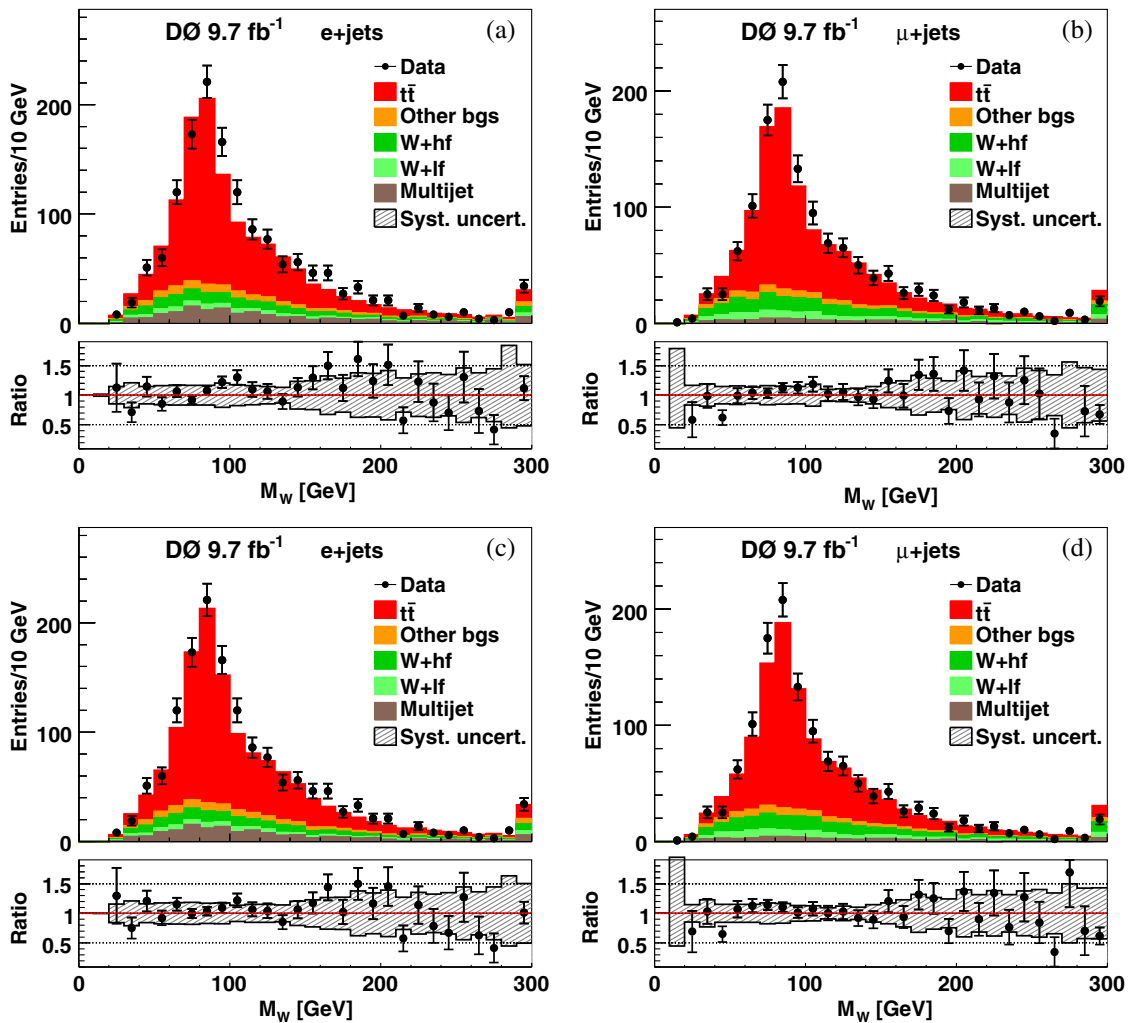 DØ 9.7 fb⁻¹ e+jets (a)
Data
tt̄
Other bgs
W+hf
W+lf
Multijet
Syst. uncert.
Entries/10 GeV
200
100
0
Ratio
1.5
1
0.5
0 100 200 300
M_W [GeV]
DØ 9.7 fb⁻¹ μ+jets (b)
Data
tt̄
Other bgs
W+hf
W+lf
Multijet
Syst. uncert.
Entries/10 GeV
200
100
0
Ratio
1.5
1
0.5
0 100 200 300
M_W [GeV]
DØ 9.7 fb⁻¹ e+jets (c)
Data
tt̄
Other bgs
W+hf
W+lf
Multijet
Syst. uncert.
Entries/10 GeV
200
100
0
Ratio
1.5
1
0.5
0 100 200 300
M_W [GeV]
DØ 9.7 fb⁻¹ μ+jets (d)
Data
tt̄
Other bgs
W+hf
W+lf
Multijet
Syst. uncert.
Entries/10 GeV
200
100
0
Ratio
1.5
1
0.5
0 100 200 300
M_W [GeV]